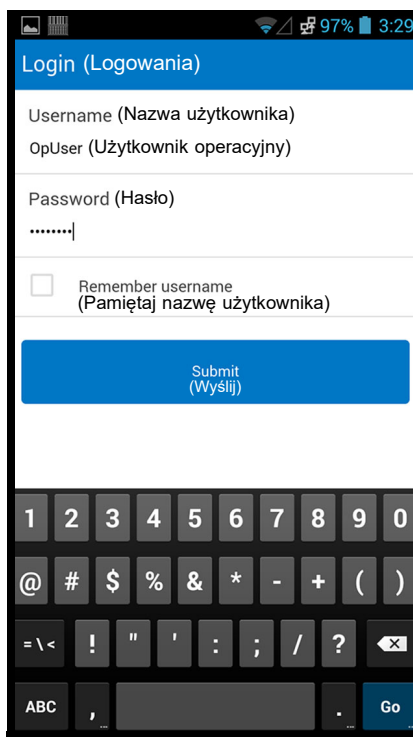 97% 3:29
Login (Logowania)
Username (Nazwa użytkownika)
OpUser (Użytkownik operacyjny)
Password (Hasło)
••••••••
Remember username
(Pamiętaj nazwę użytkownika)
Submit
(Wyślij)
1 2 3 4 5 6 7 8 9 0
@ # $ % & * - + ( )
= \ < ! " ' : ; / ?
ABC , . Go